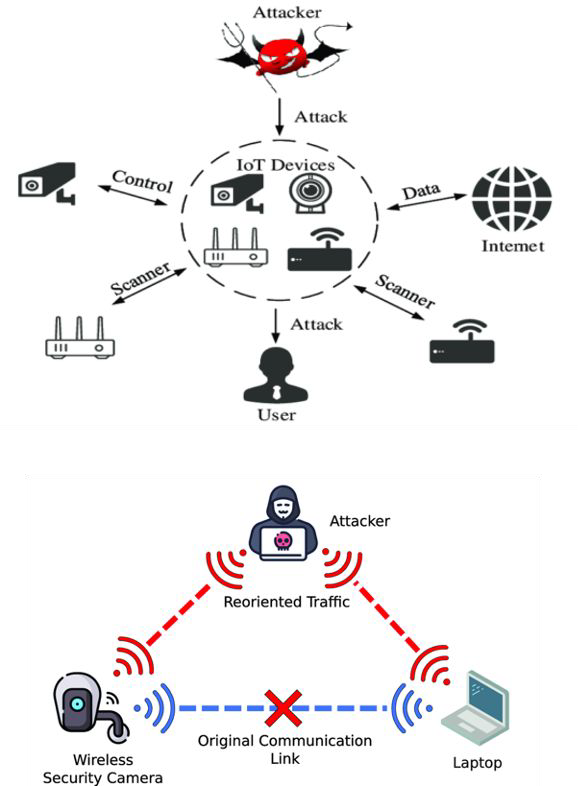 Attacker
Attack
IoT Devices
Control
Data
Internet
Scanner
Scanner
Attack
User
Attacker
Reoriented Traffic
Original Communication
Link
Wireless
Security Camera
Laptop